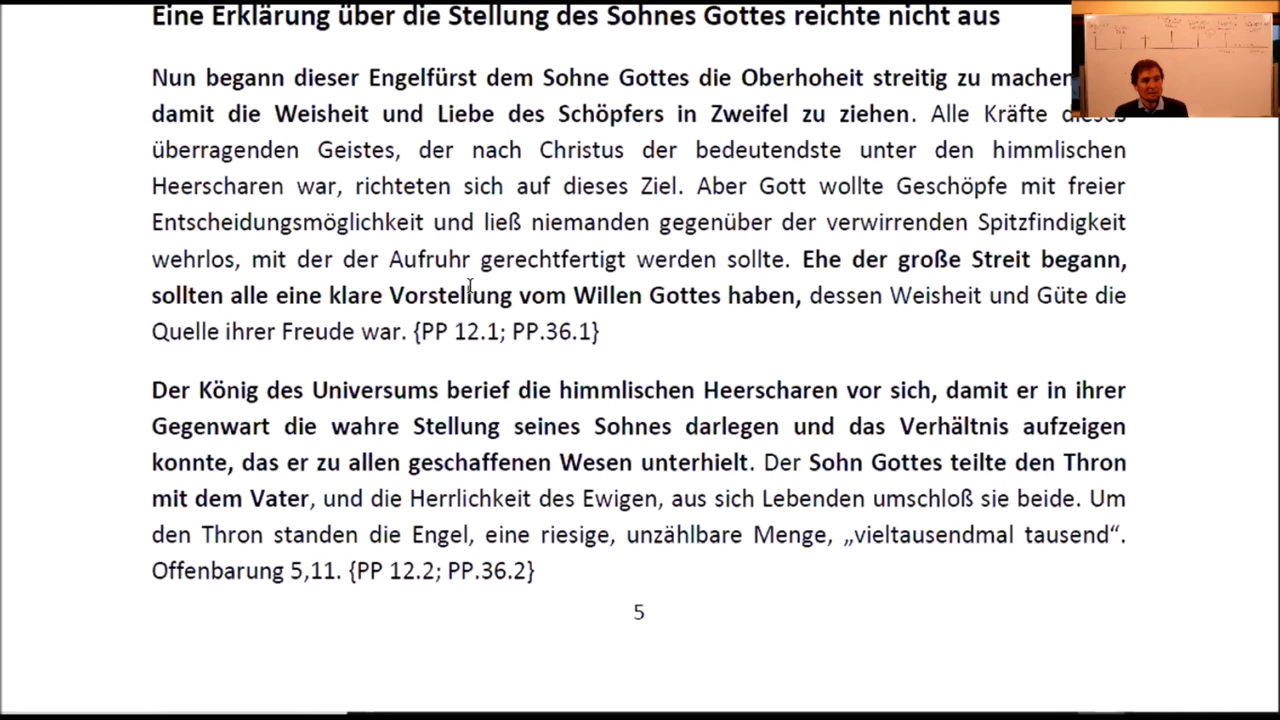 Eine Erklärung über die Stellung des Sohnes Gottes reichte nicht aus
Nun begann dieser Engelfürst dem Sohne Gottes die Oberhoheit streitig zu machen
damit die Weisheit und Liebe des Schöpfers in Zweifel zu ziehen. Alle Kräfte dieses
überragenden Geistes, der nach Christus der bedeutendste unter den himmlischen
Heerscharen war, richteten sich auf dieses Ziel. Aber Gott wollte Geschöpfe mit freier
Entscheidungsmöglichkeit und ließ niemanden gegenüber der verwirrenden Spitzfindigkeit
wehrlos, mit der der Aufruhr gerechtfertigt werden sollte. Ehe der große Streit begann,
sollten alle eine klare Vorstellung vom Willen Gottes haben, dessen Weisheit und Güte die
Quelle ihrer Freude war. {PP 12.1; PP.36.1}
Der König des Universums berief die himmlischen Heerscharen vor sich, damit er in ihrer
Gegenwart die wahre Stellung seines Sohnes darlegen und das Verhältnis aufzeigen
konnte, das er zu allen geschaffenen Wesen unterhielt. Der Sohn Gottes teilte den Thron
mit dem Vater, und die Herrlichkeit des Ewigen, aus sich Lebenden umschloß sie beide. Um
den Thron standen die Engel, eine riesige, unzählbare Menge, „vieltausendmal tausend“.
Offenbarung 5,11. {PP 12.2; PP.36.2}
5